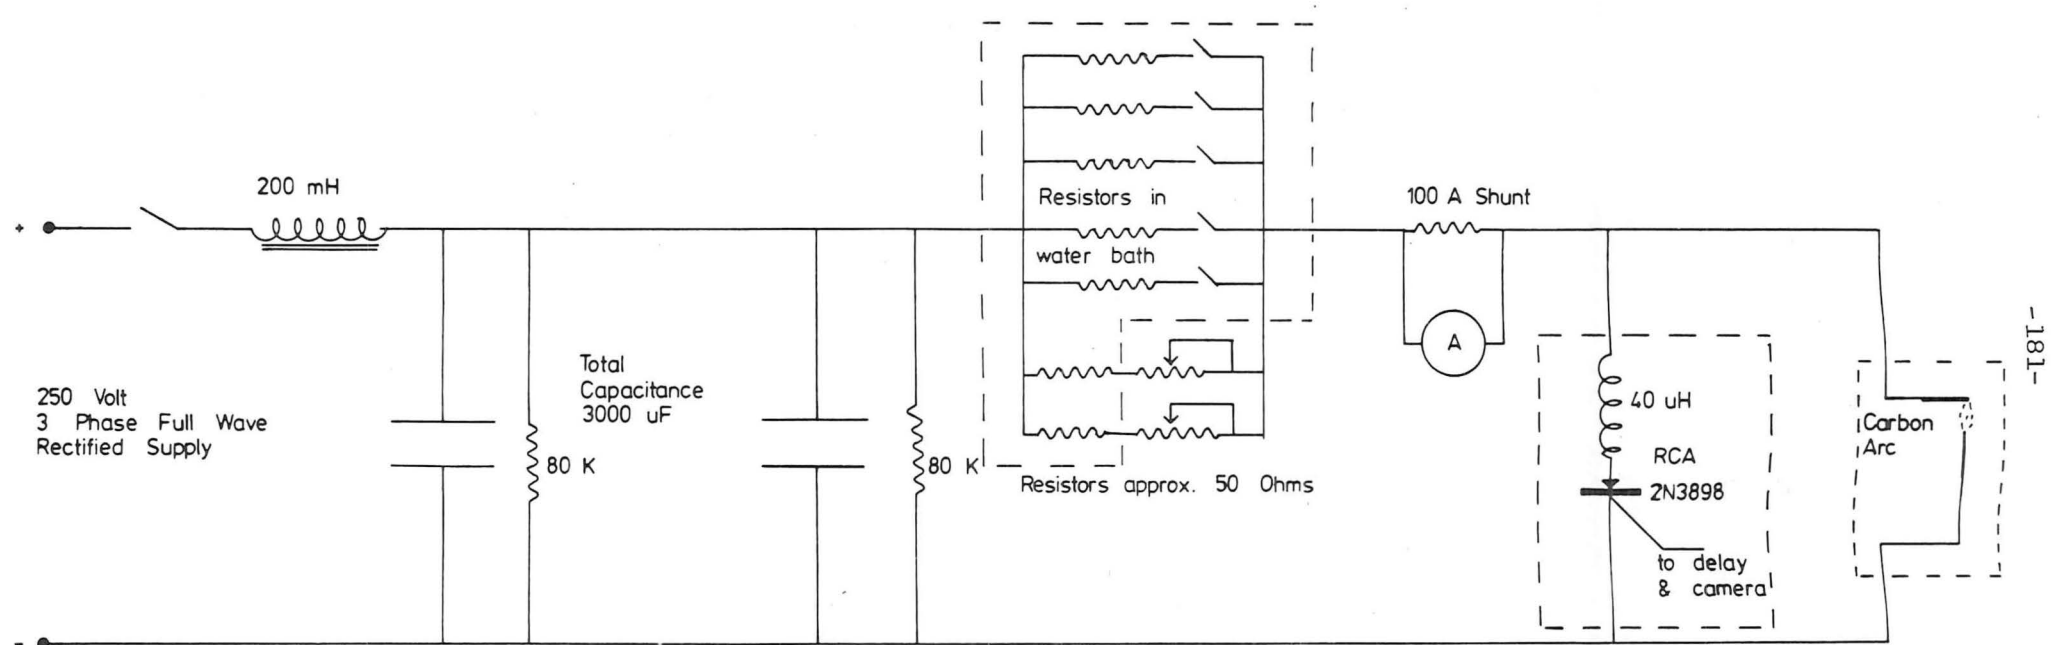 200 mH
+
250 Volt
3 Phase Full Wave
Rectified Supply
-
80 K
Total
Capacitance
3000 uF
80 K
Resistors in
water bath
Resistors approx. 50 Ohms
100 A Shunt
A
40 uH
RCA
2N3898
to delay
& camera
Carbon
Arc
-181-